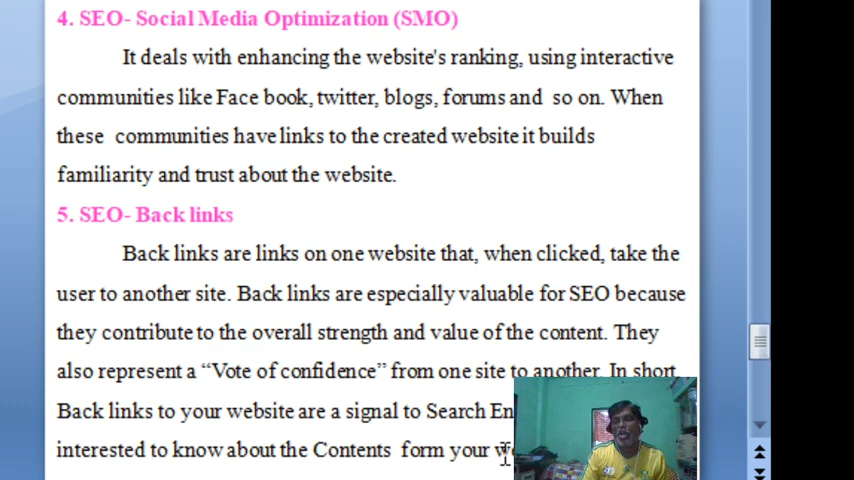 4. SEO- Social Media Optimization (SMO)
It deals with enhancing the website's ranking, using interactive
communities like Face book, twitter, blogs, forums and so on. When
these communities have links to the created website it builds
familiarity and trust about the website.
5. SEO- Back links
Back links are links on one website that, when clicked, take the
user to another site. Back links are especially valuable for SEO because
they contribute to the overall strength and value of the content. They
also represent a “Vote of confidence” from one site to another. In short,
Back links to your website are a signal to Search
interested to know about the Contents form your